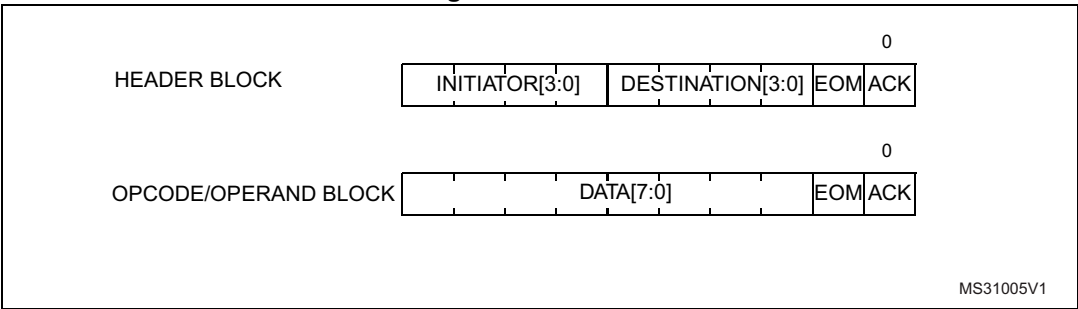 0
HEADER BLOCK INITIATOR[3:0] DESTINATION[3:0] EOM ACK
0
OPCODE/OPERAND BLOCK DATA[7:0] EOM ACK
MS31005V1